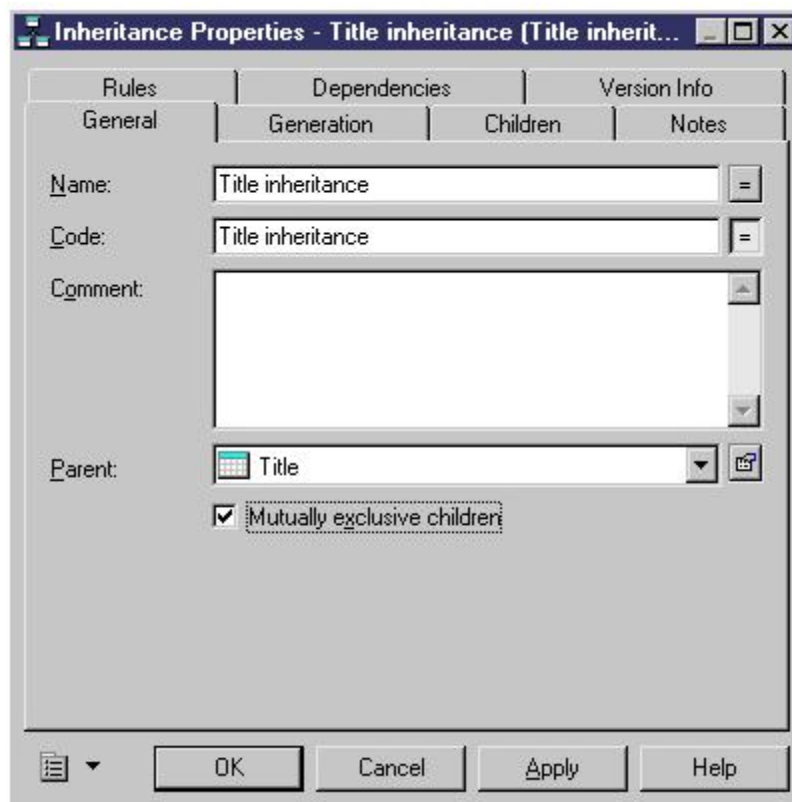 Inheritance Properties - Title inheritance (Title inherit...
Rules Dependencies Version Info
General Generation Children Notes
Name: Title inheritance =
Code: Title inheritance =
Comment:
Parent: Title
Mutually exclusive children
OK Cancel Apply Help